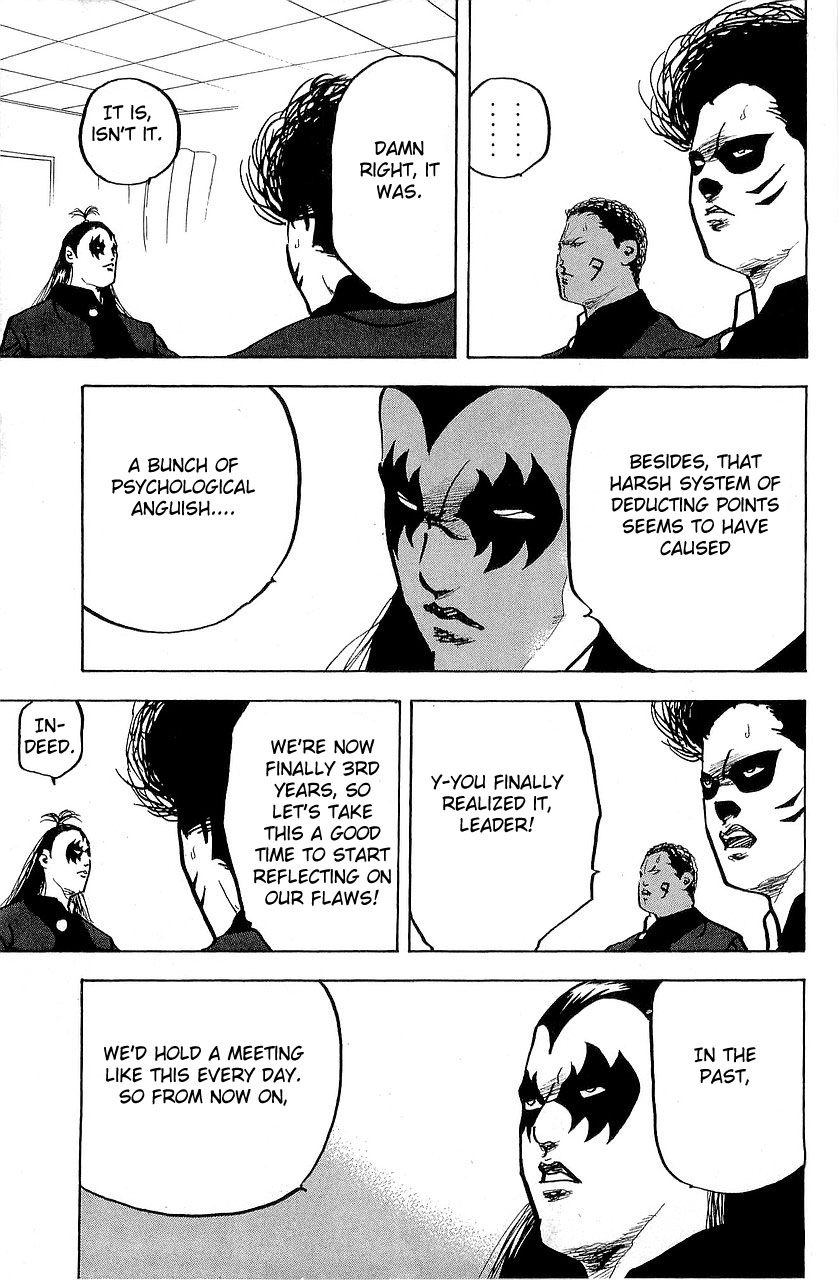 DAMN
RIGHT, IT
WAS.
IT IS,
ISN'T IT.
BESIDES, THAT
HARSH SYSTEM OF
DEDUCTING POINTS
SEEMS TO HAVE
CAUSED
A BUNCH OF
PSYCHOLOGICAL
ANGUISH....
Y-YOU FINALLY
REALIZED IT,
LEADER!
WE'RE NOW
FINALLY 3RD
YEARS, SO
LET'S TAKE
THIS A GOOD
TIME TO START
REFLECTING ON
OUR FLAWS!
IN-
DEED.
IN THE
PAST,
WE'D HOLD A MEETING
LIKE THIS EVERY DAY.
SO FROM NOW ON,